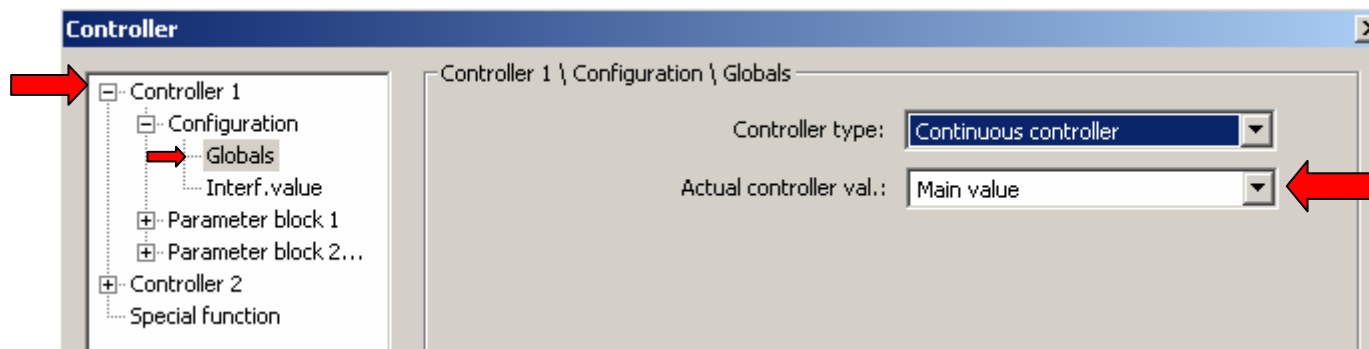 Controller
Controller 1
Configuration
Globals
Interf.value
Parameter block 1
Parameter block 2...
Controller 2
Special function
Controller 1 \ Configuration \ Globals
Controller type: Continuous controller
Actual controller val.: Main value